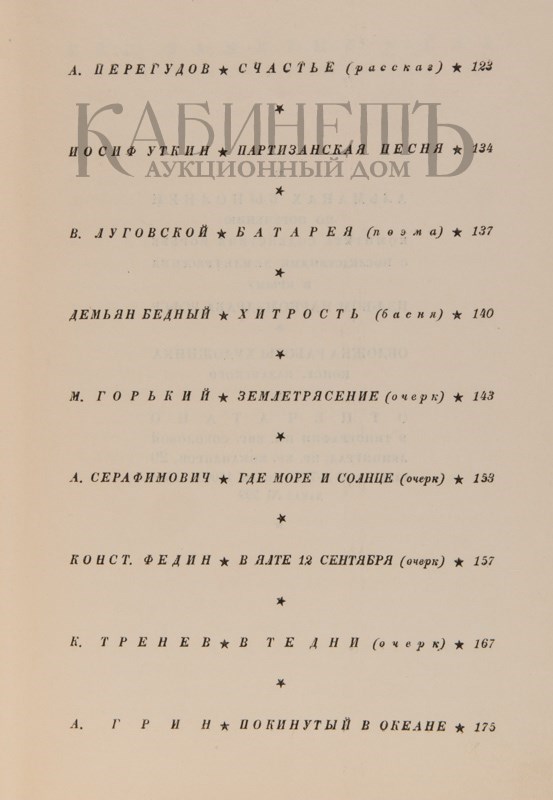 А. ПЕРЕГУДОВ ★ СЧАСТЬЕ (рассказ) ★ 123
★
КАБИНЕТЪ
ИОСИФ УТКИН ★ ПАРТИЗАНСКАЯ ПЕСНЯ ★ 134
АУКЦИОННЫЙ ДОМ
★
В. ЛУГОВСКОЙ ★ БАТАРЕЯ (поэма) ★ 137
★
ДЕМЬЯН БЕДНЫЙ ★ ХИТРОСТЬ (басня) ★ 140
★
М. ГОРЬКИЙ ★ ЗЕМЛЕТРЯСЕНИЕ (очерк) ★ 143
★
А. СЕРАФИМОВИЧ ★ ГДЕ МОРЕ И СОЛНЦЕ (очерк) ★ 153
★
КОНСТ. ФЕДИН ★ В ЯЛТЕ 12 СЕНТЯБРЯ (очерк) ★ 157
★
К. ТРЕНЕВ ★ В ТЕ ДНИ (очерк) ★ 167
★
А. ГРИН ★ ПОКИНУТЫЙ В ОКЕАНЕ ★ 175